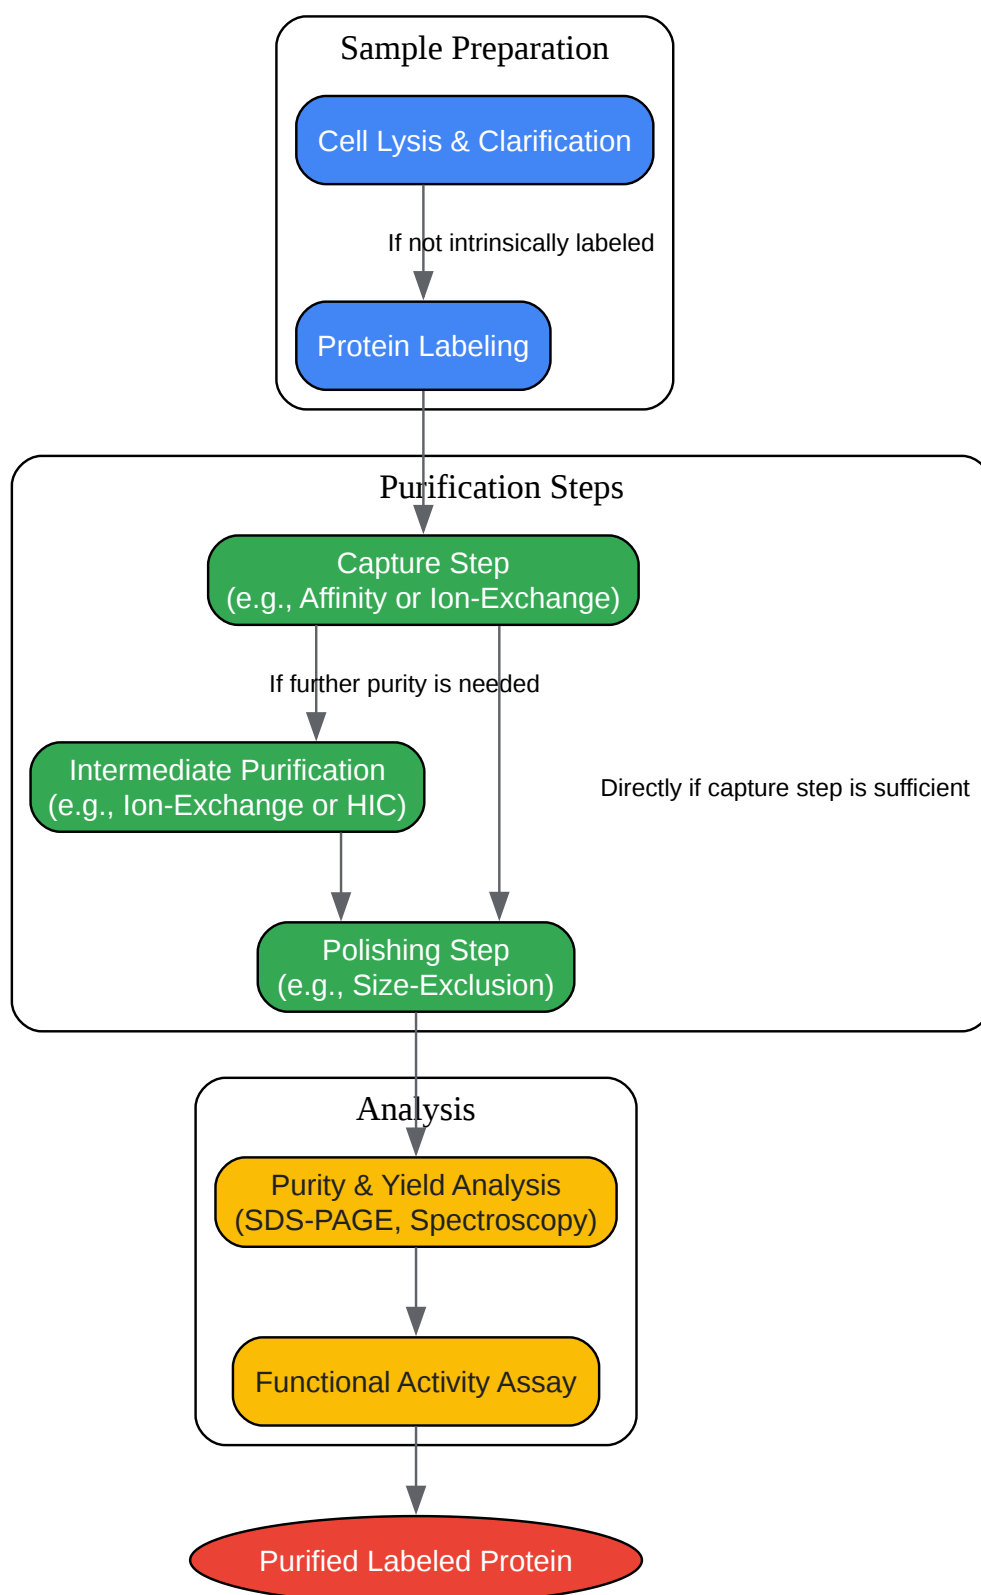 Sample Preparation
Cell Lysis & Clarification
If not intrinsically labeled
Protein Labeling
Purification Steps
Capture Step
(e.g., Affinity or Ion-Exchange)
If further purity is needed
Intermediate Purification
(e.g., Ion-Exchange or HIC)
Directly if capture step is sufficient
Polishing Step
(e.g., Size-Exclusion)
Analysis
Purity & Yield Analysis
(SDS-PAGE, Spectroscopy)
Functional Activity Assay
Purified Labeled Protein